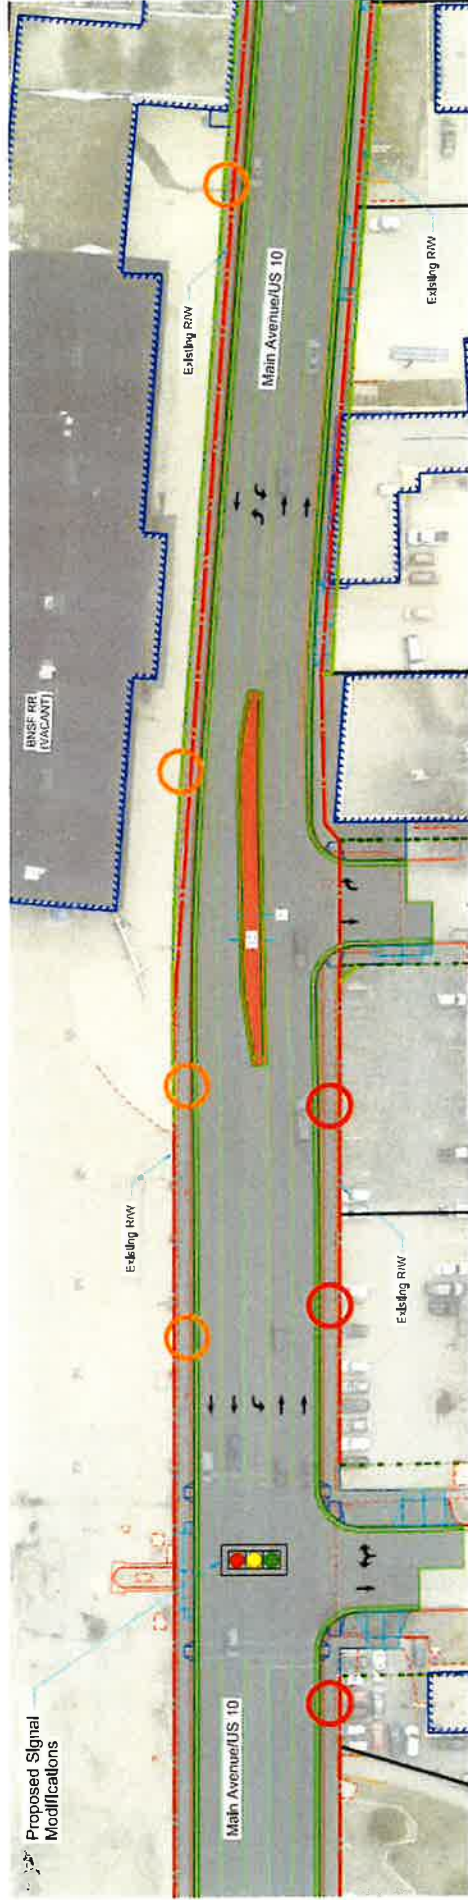 Proposed Signal
Modifications
Main Avenue/US 10
Existing R/W
Existing R/W
BNSF RR
(VACANT)
Existing R/W
Main Avenue/US 10
Existing R/W